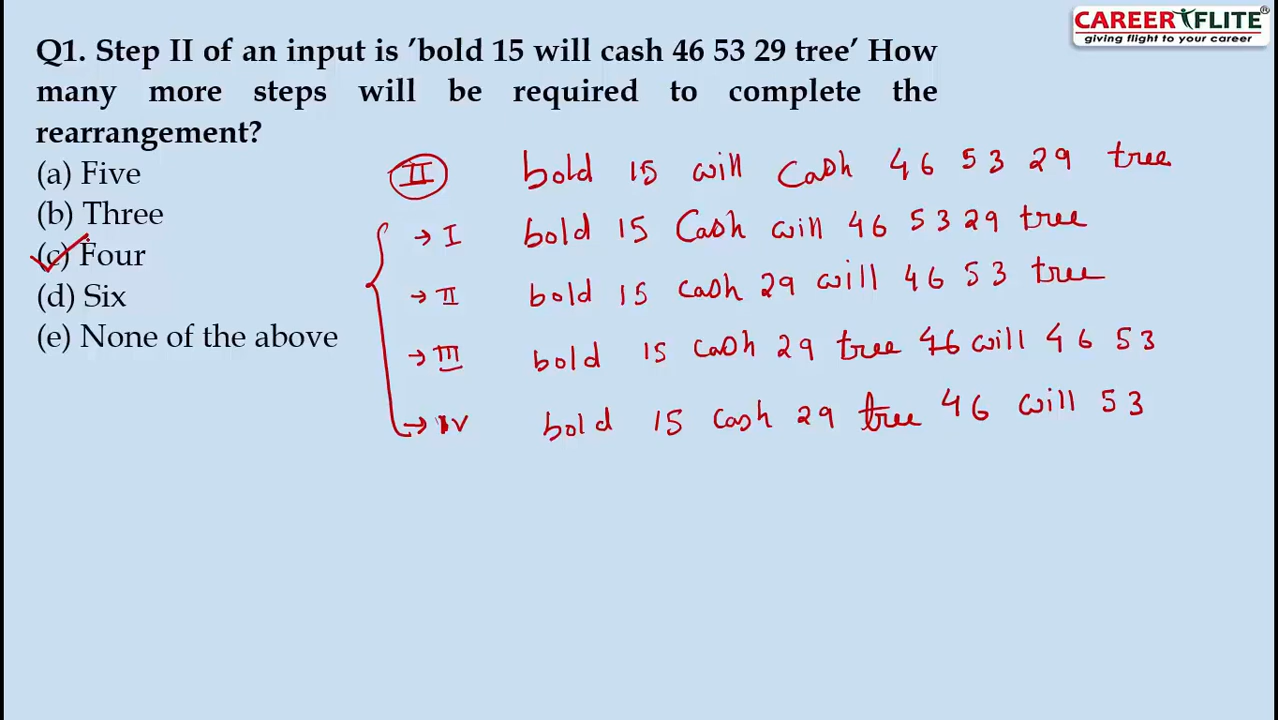 CAREER FLITE®
giving flight to your career
Q1. Step II of an input is 'bold 15 will cash 46 53 29 tree' How
many more steps will be required to complete the
rearrangement?
(a) Five
(b) Three
(c) Four
(d) Six
(e) None of the above
II bold 15 will Cash 46 53 29 tree
→ I bold 15 Cash will 46 53 29 tree
→ II bold 15 cash 29 will 46 53 tree
→ III bold 15 cash 29 tree 46 will 46 53
→ IV bold 15 cash 29 tree 46 will 53